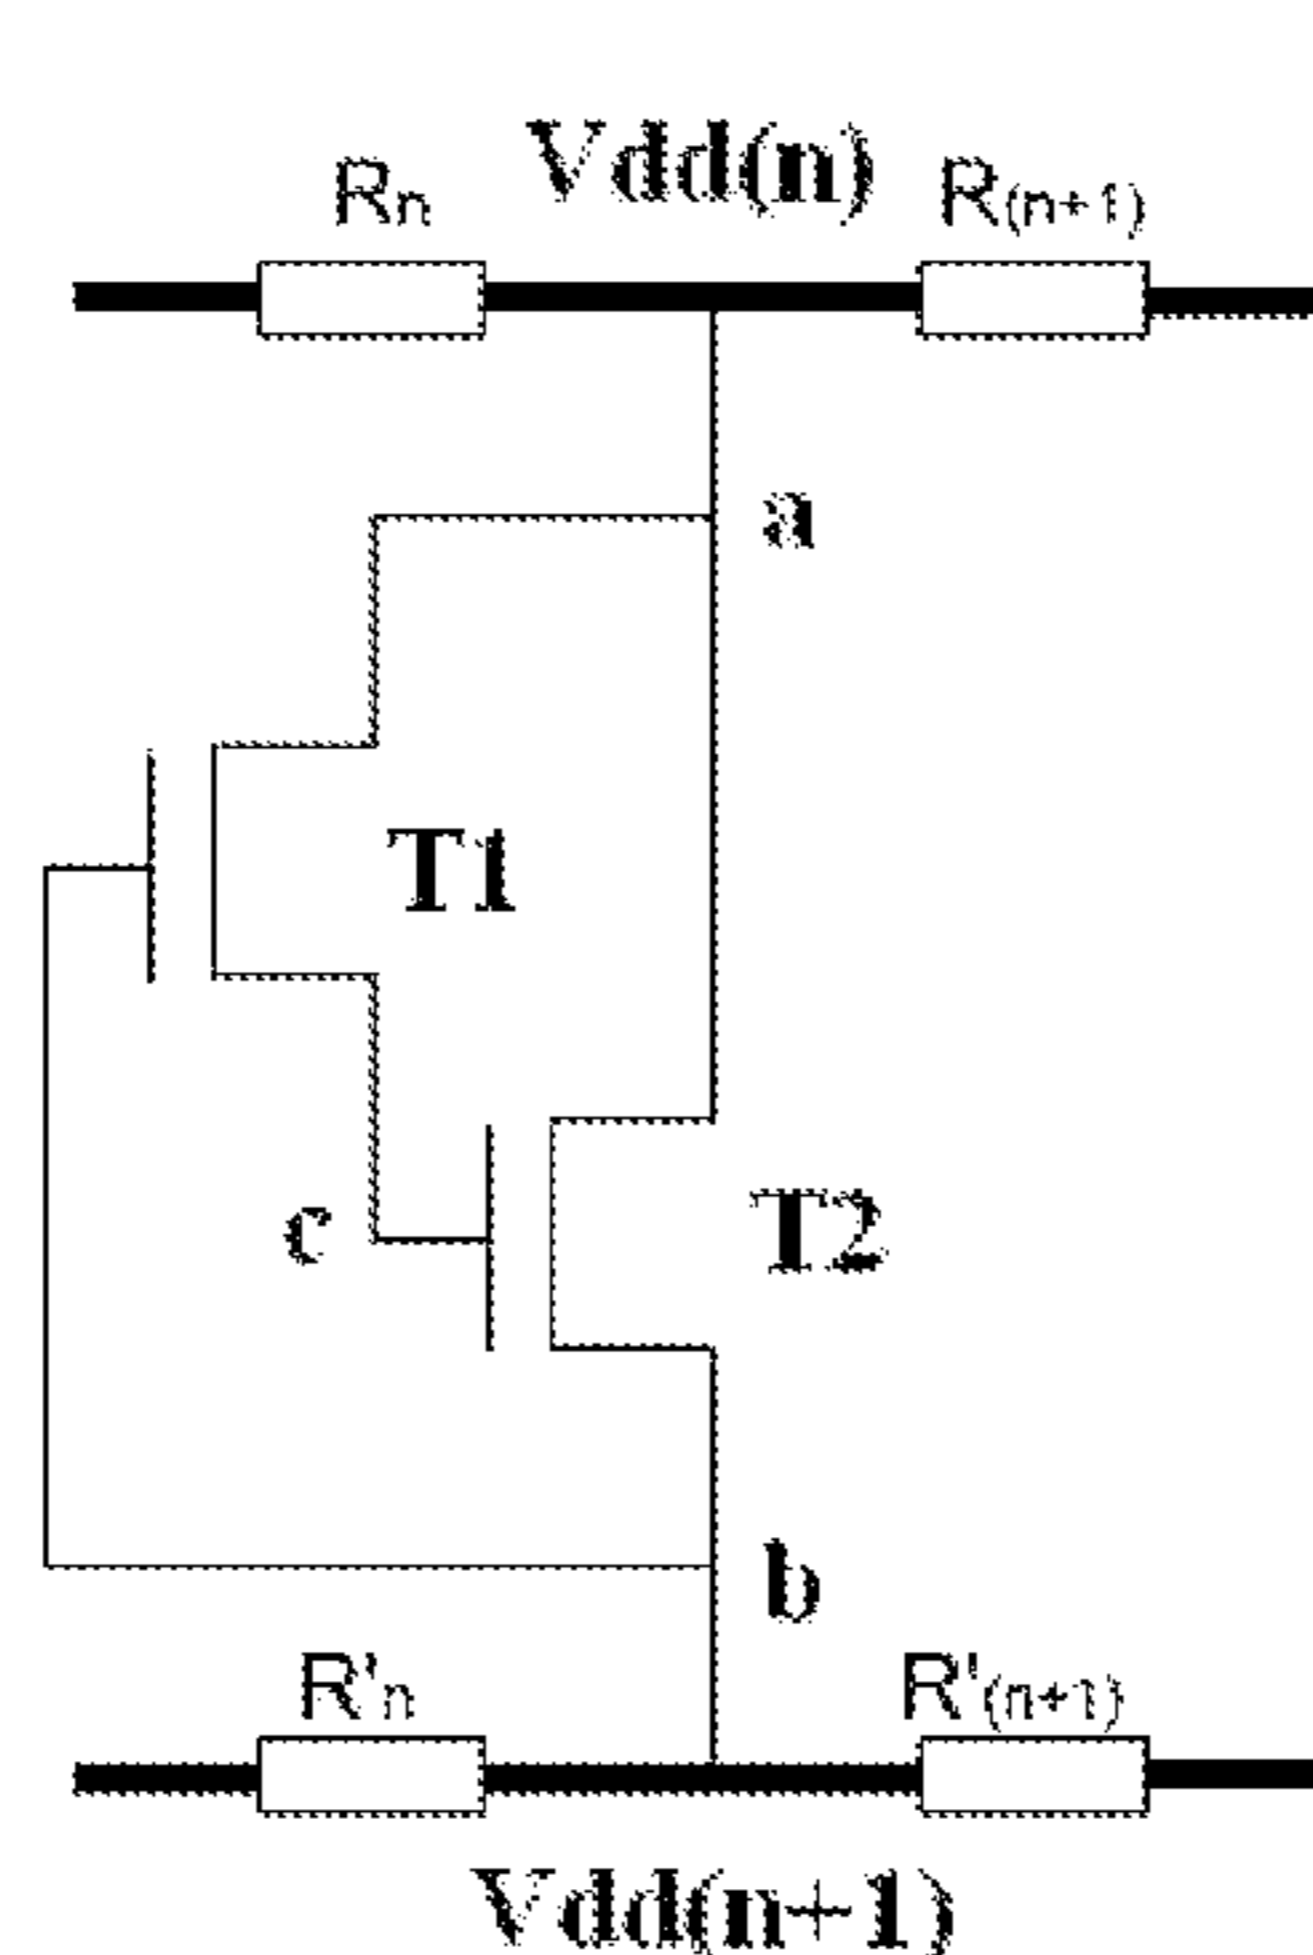 Vdd(n)
Rn R(n+1)
a
T1
c T2
b
R'n R'(n+1)
Vdd(n+1)